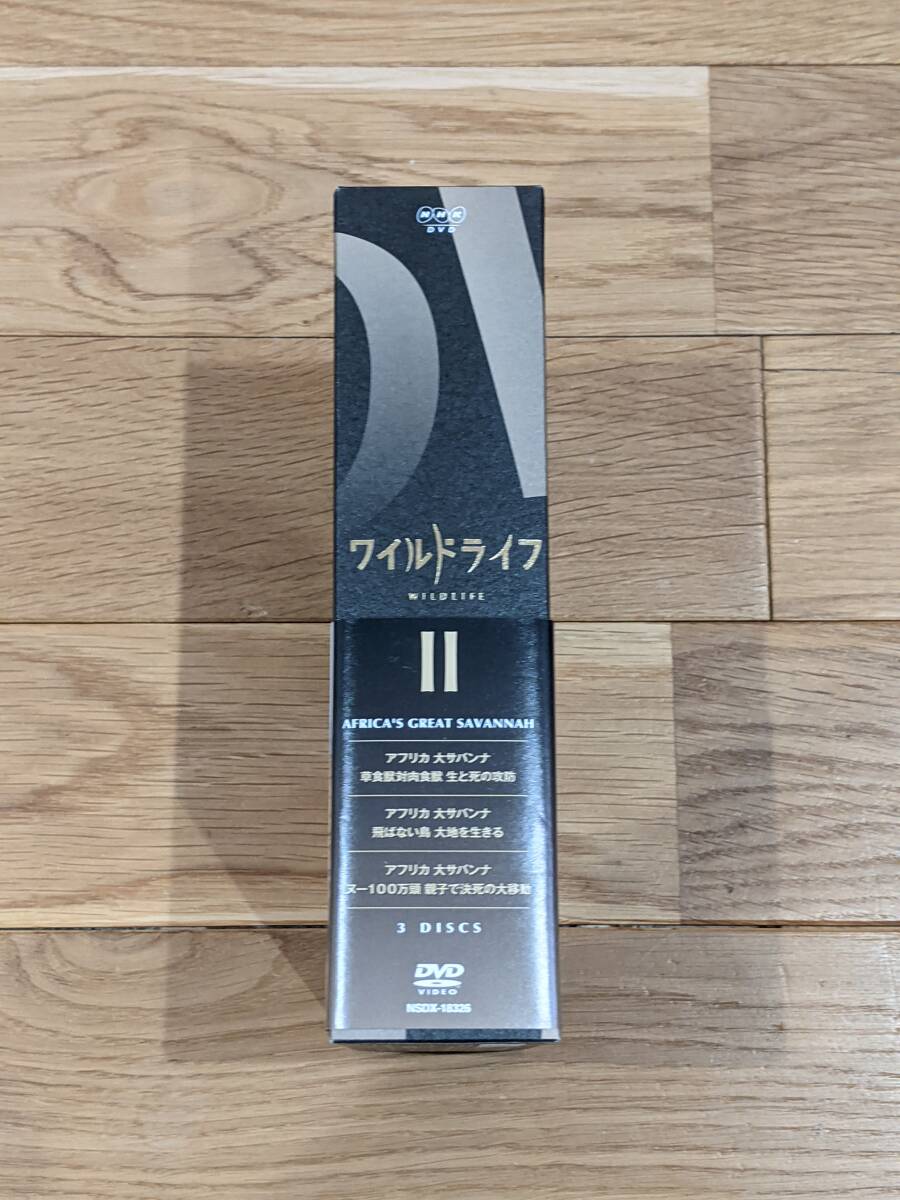 NHK
DVD
ワイルドライフ
WILDLIFE
II
AFRICA'S GREAT SAVANNAH
アフリカ 大サバンナ
草食獣対肉食獣 生と死の攻防
アフリカ 大サバンナ
飛ばない鳥 大地を生きる
アフリカ 大サバンナ
ヌー100万頭 親子で決死の大移動
3 DISCS
DVD
VIDEO
NSDX-18326